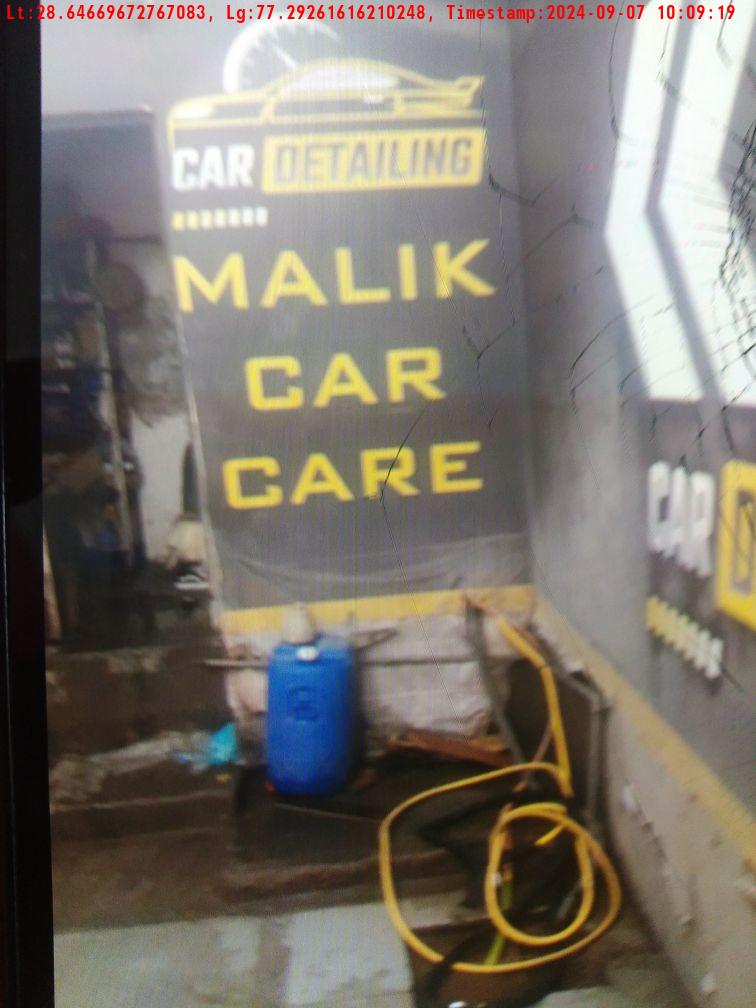 Lt:28.64669672767083, Lg:77.29261616210248, Timestamp:2024-09-07 10:09:19
CAR DETAILING
MALIK
CAR
CARE
CAR